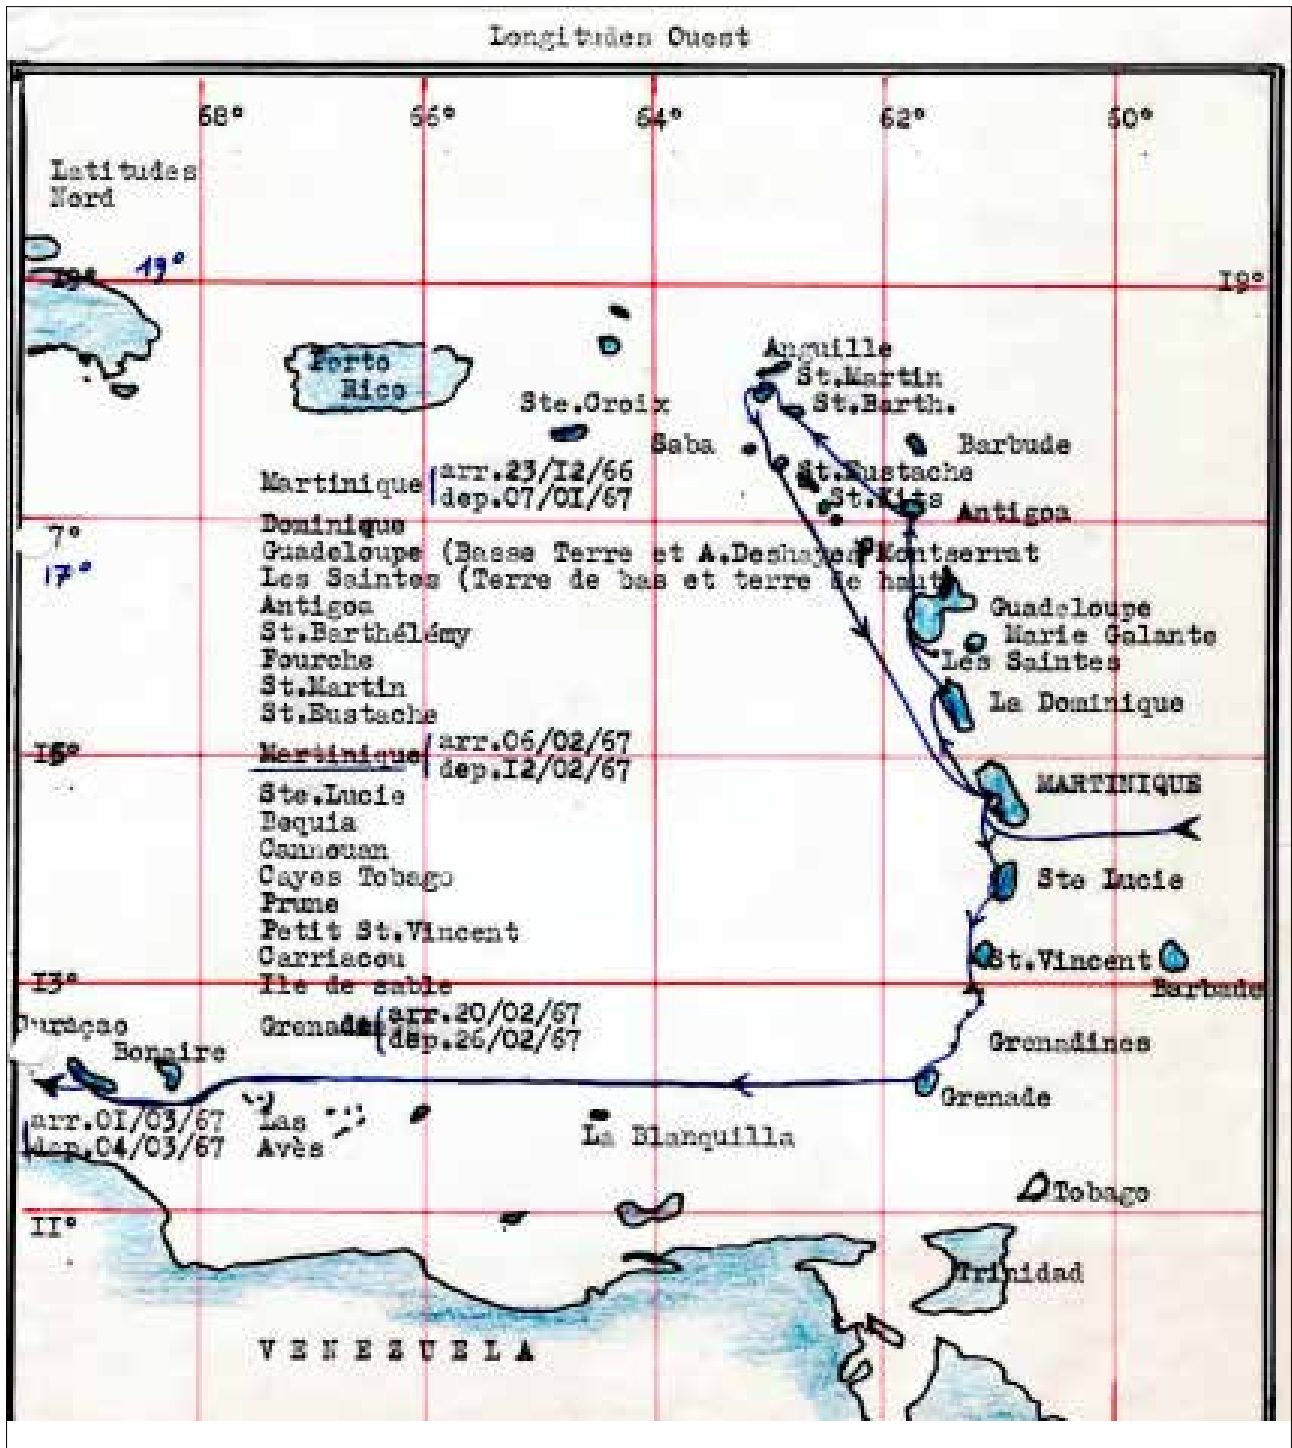 Longitudes Ouest
68° 66° 64° 62° 60°
Latitudes
Nord
19° 19° 19°
Anguille
Porto
Rico
St.Martin
Ste.Croix St.Barth.
Saba Barbude
St.Eustache
Martinique arr.23/12/66
dep.07/01/67
St.Kits
Antigoa
Dominique
7°
17°
Guadeloupe (Basse Terre et A.Deshayes Montserrat
Les Saintes (Terre de bas et terre de haut)
Antigoa
Guadeloupe
St.Barthélémy
Marie Galante
Fourche
Les Saintes
St.Martin
La Dominique
St.Eustache
15°
Martinique arr.06/02/67
dep.12/02/67
MARTINIQUE
Ste.Lucie
Bequia
Cannouan
Cayes Tobago
Ste Lucie
Prune
Petit St.Vincent
Carriacou
St.Vincent
13°
Ile de sable
Barbade
Grenade arr.20/02/67
dep.26/02/67
Curaçao
Bonaire
Grenadines
Grenade
arr.01/03/67
dep.04/03/67
Las
Avès
La Blanquilla
Tobago
11°
Trinidad
VENEZUELA